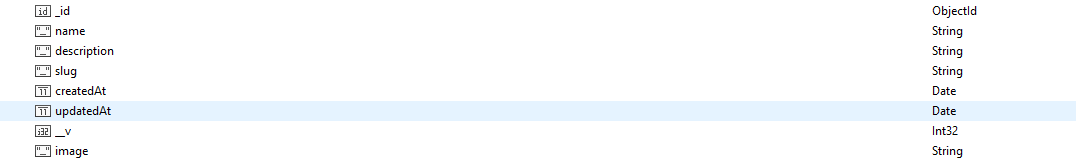 _id ObjectId
name String
description String
slug String
createdAt Date
updatedAt Date
__v Int32
image String